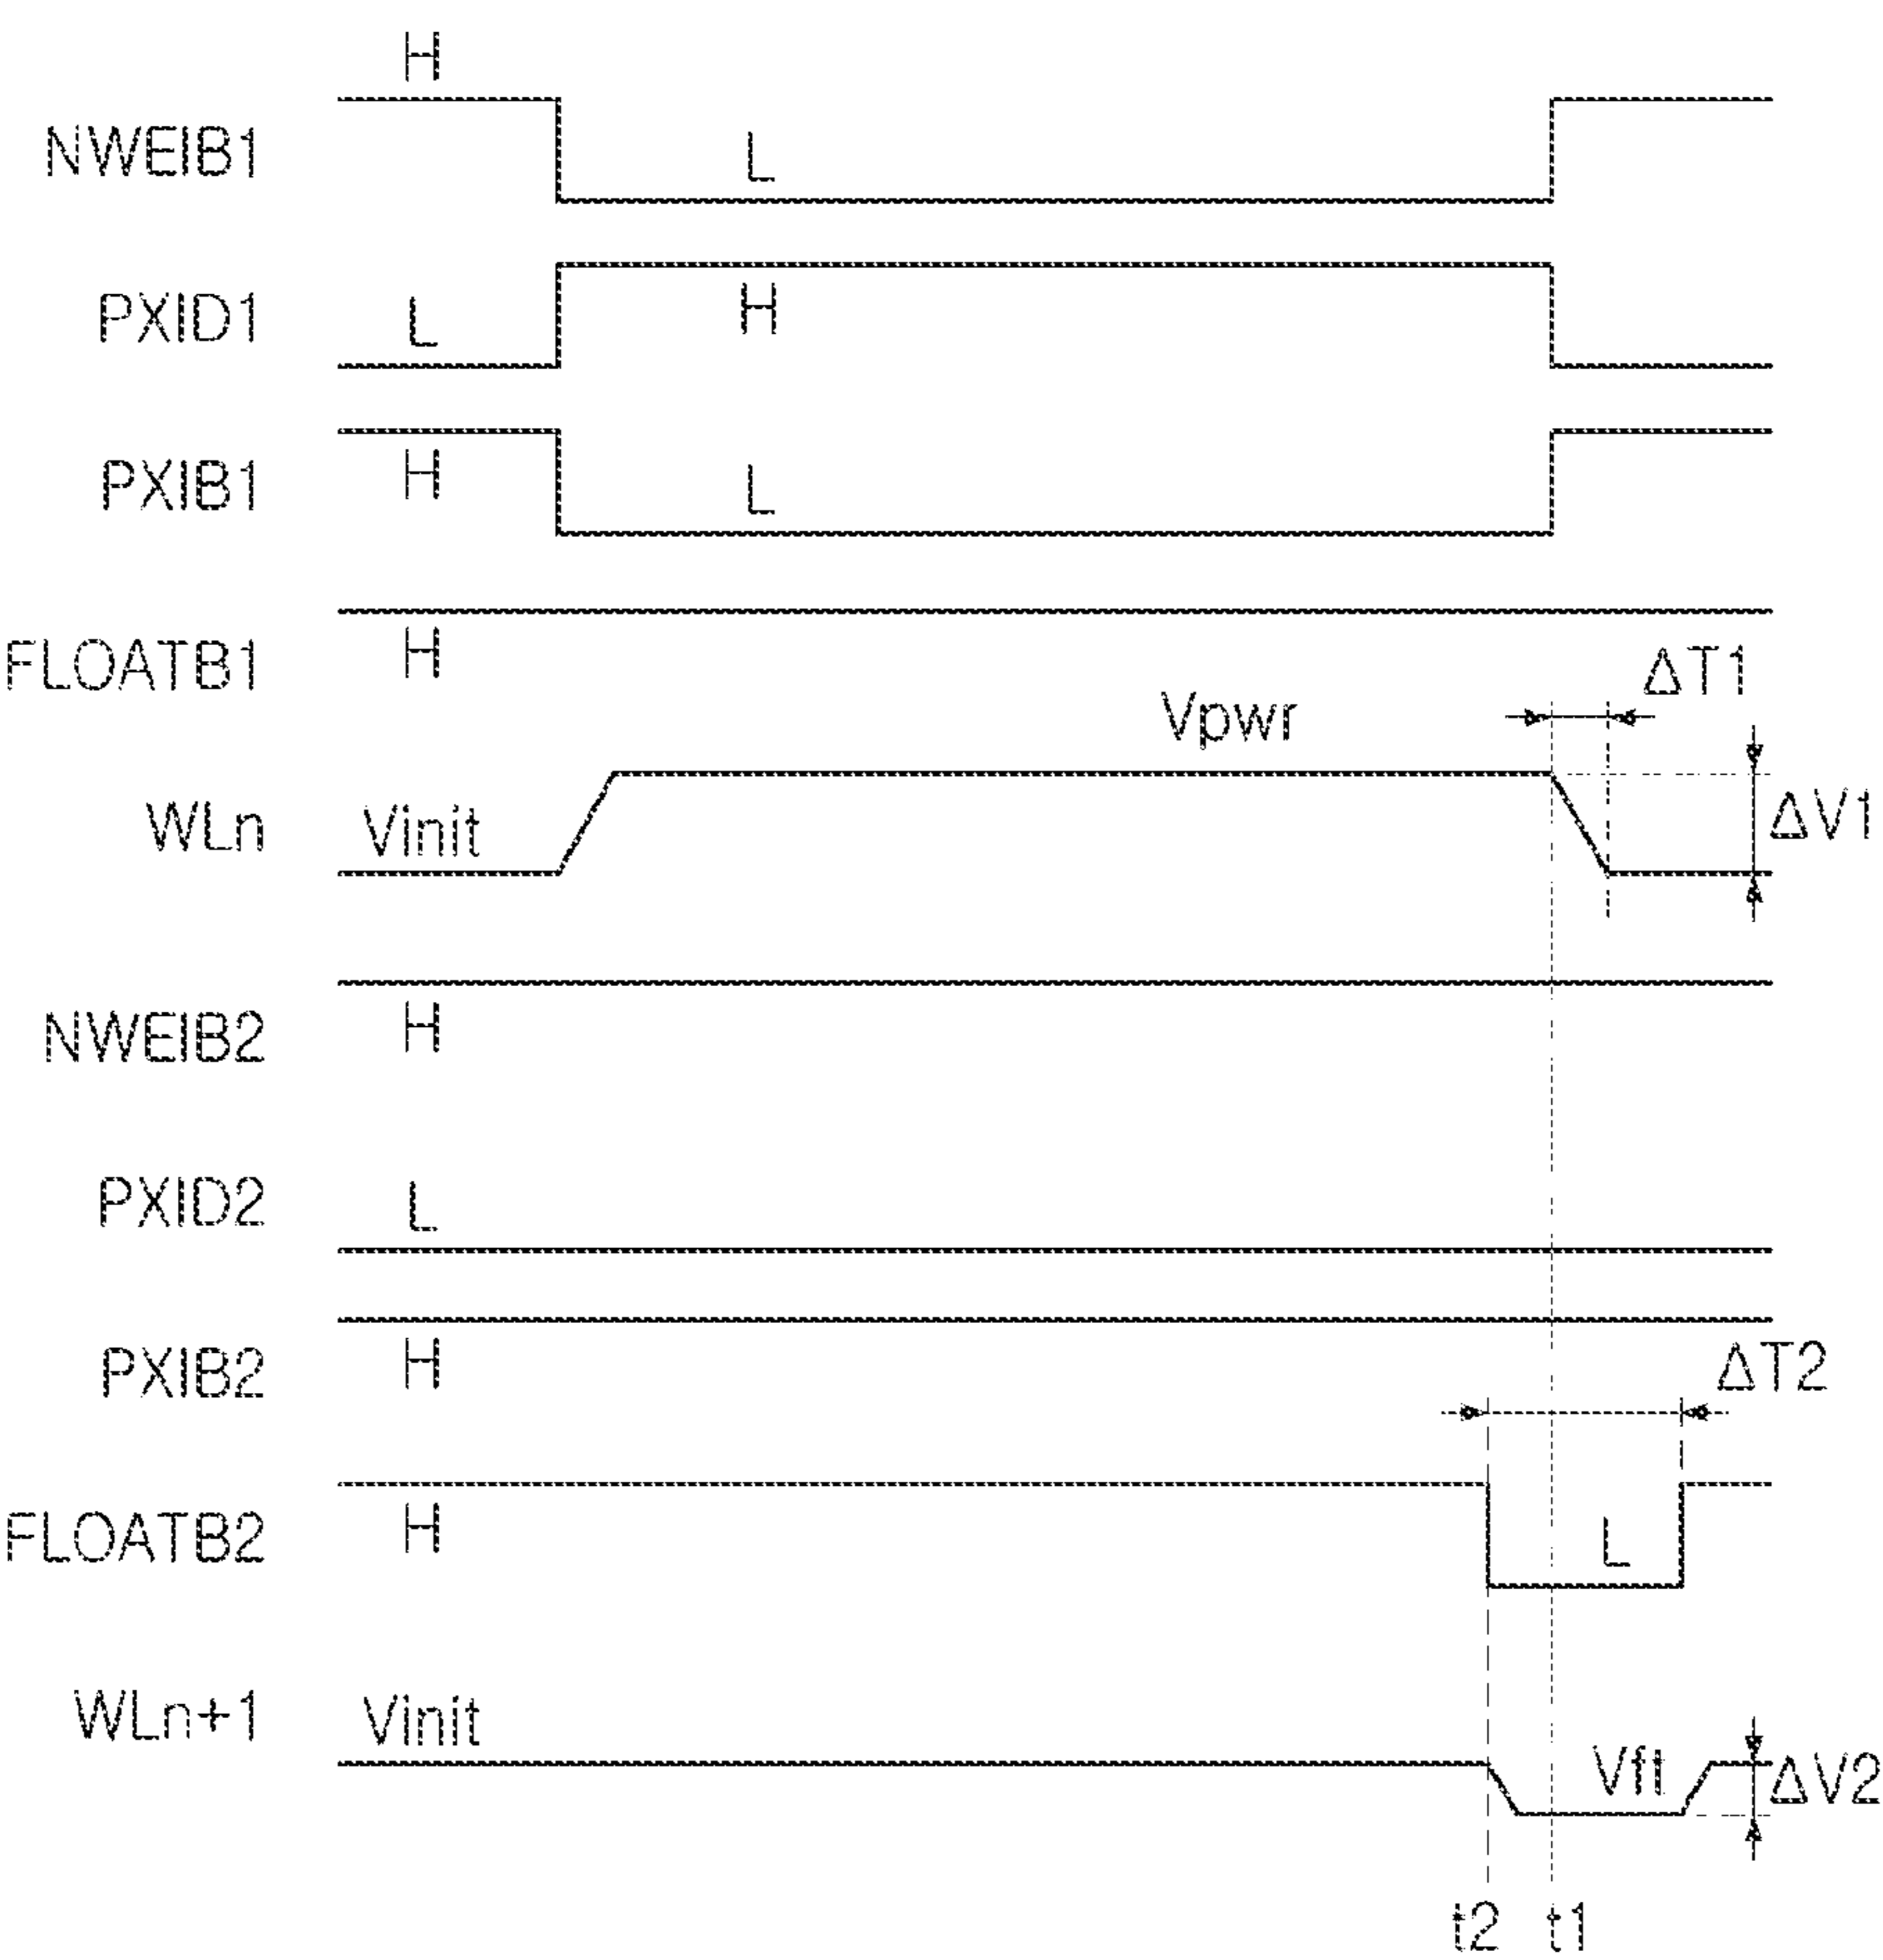 H
NWEIB1 L
PXID1 L H
PXIB1 H L
FLOATB1 H ΔT1
Vpwr
WLn Vinit ΔV1
NWEIB2 H
PXID2 L
PXIB2 H ΔT2
FLOATB2 H L
WLn+1 Vinit Vft ΔV2
t2 t1